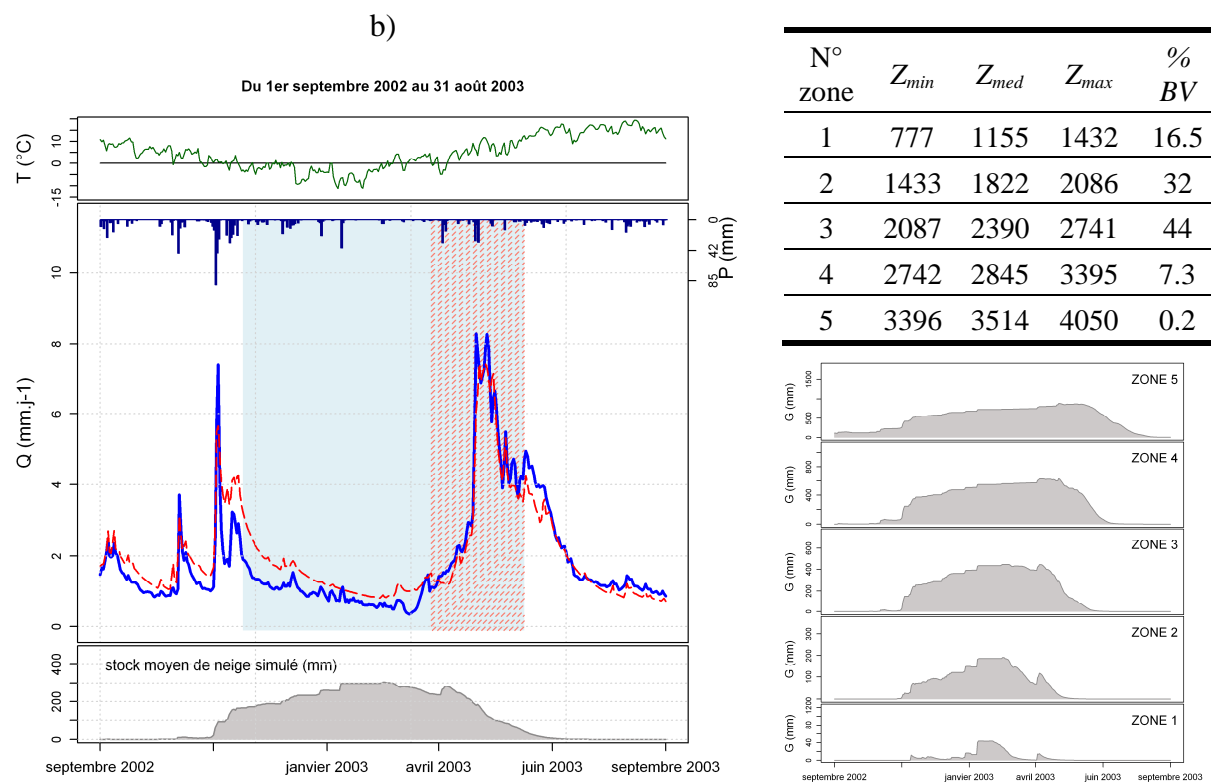 b)
Du 1er septembre 2002 au 31 août 2003
T (°C)
10
0
-15
Q (mm.j-1)
10
8
6
4
2
0
P (mm)
0
42
85
stock moyen de neige simulé (mm)
400
200
0
septembre 2002
janvier 2003
avril 2003
juin 2003
septembre 2003
N° zone Zmin Zmed Zmax % BV
1 777 1155 1432 16.5
2 1433 1822 2086 32
3 2087 2390 2741 44
4 2742 2845 3395 7.3
5 3396 3514 4050 0.2
ZONE 5
G (mm)
1500
500
0
ZONE 4
G (mm)
800
400
0
ZONE 3
G (mm)
600
400
200
0
ZONE 2
G (mm)
300
200
100
0
ZONE 1
G (mm)
120
80
40
0
septembre 2002
janvier 2003
avril 2003
juin 2003
septembre 2003